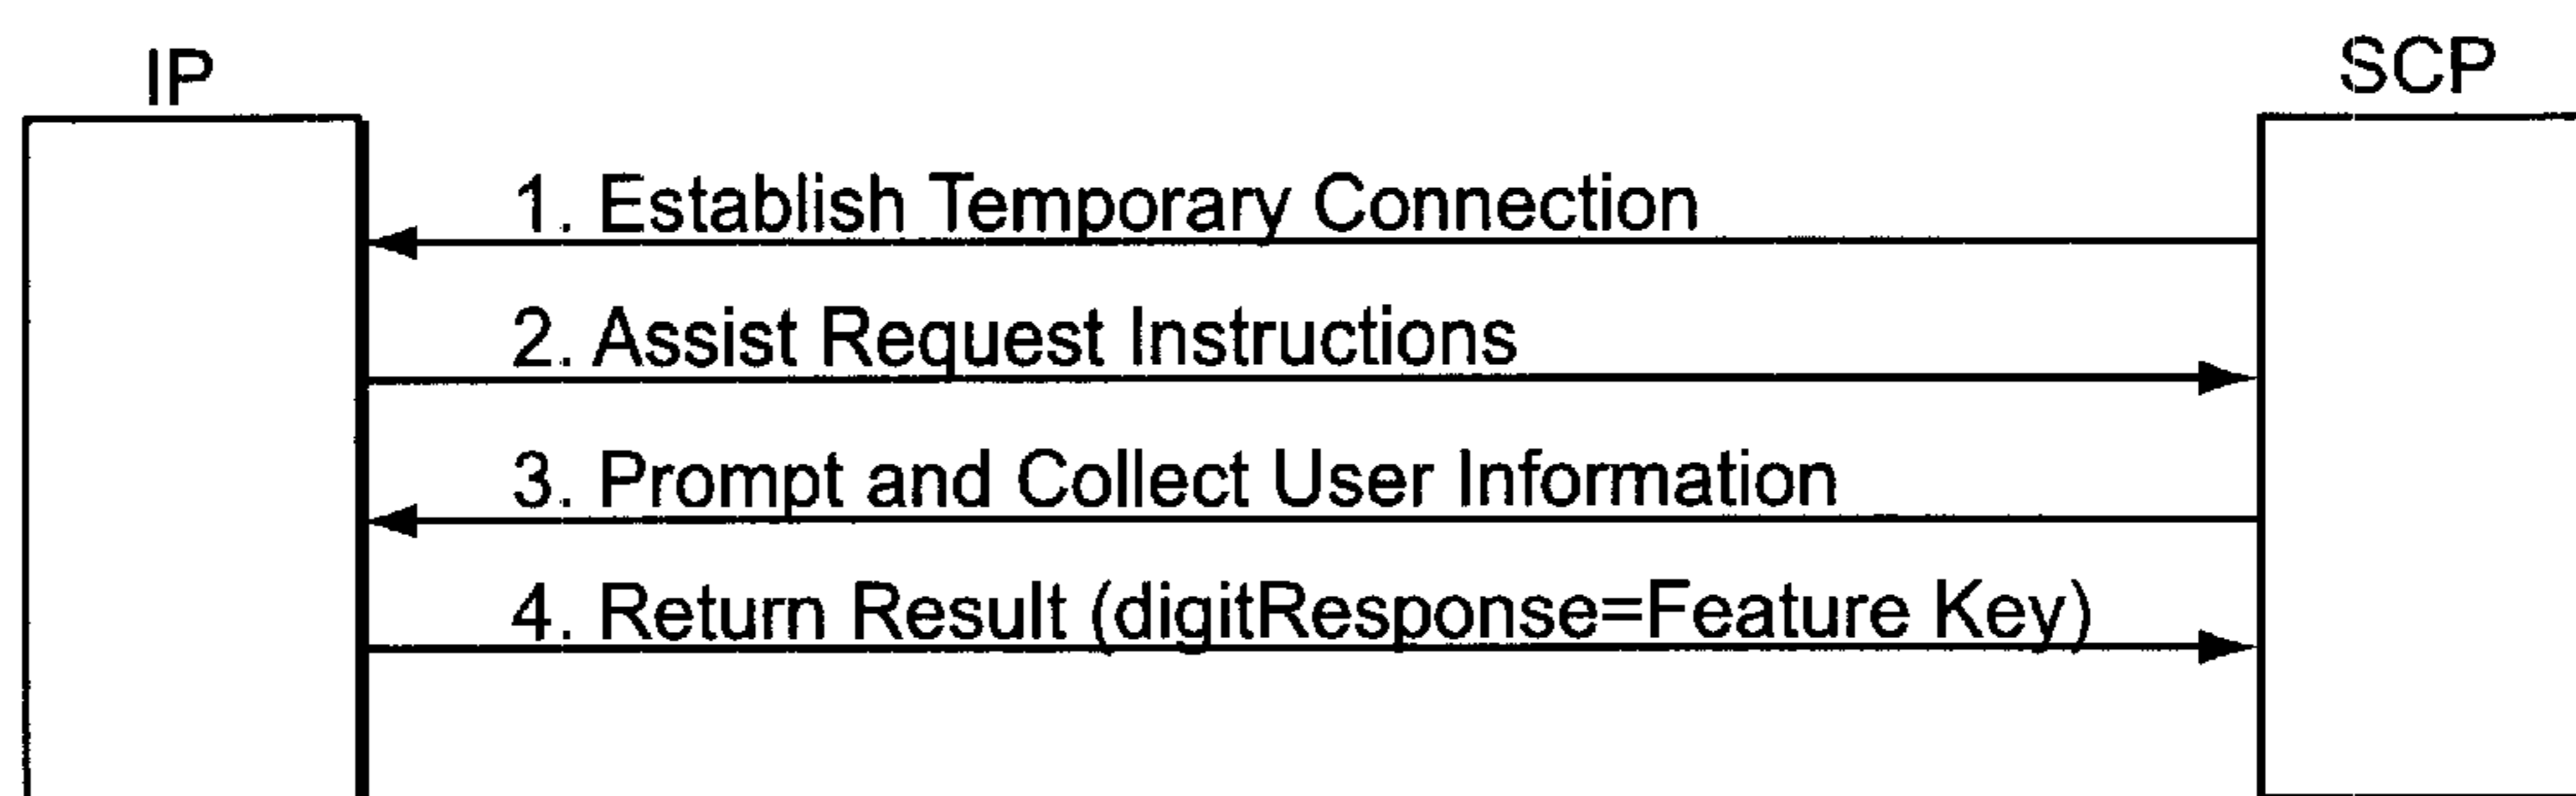 IP
SCP
1. Establish Temporary Connection
2. Assist Request Instructions
3. Prompt and Collect User Information
4. Return Result (digitResponse=Feature Key)